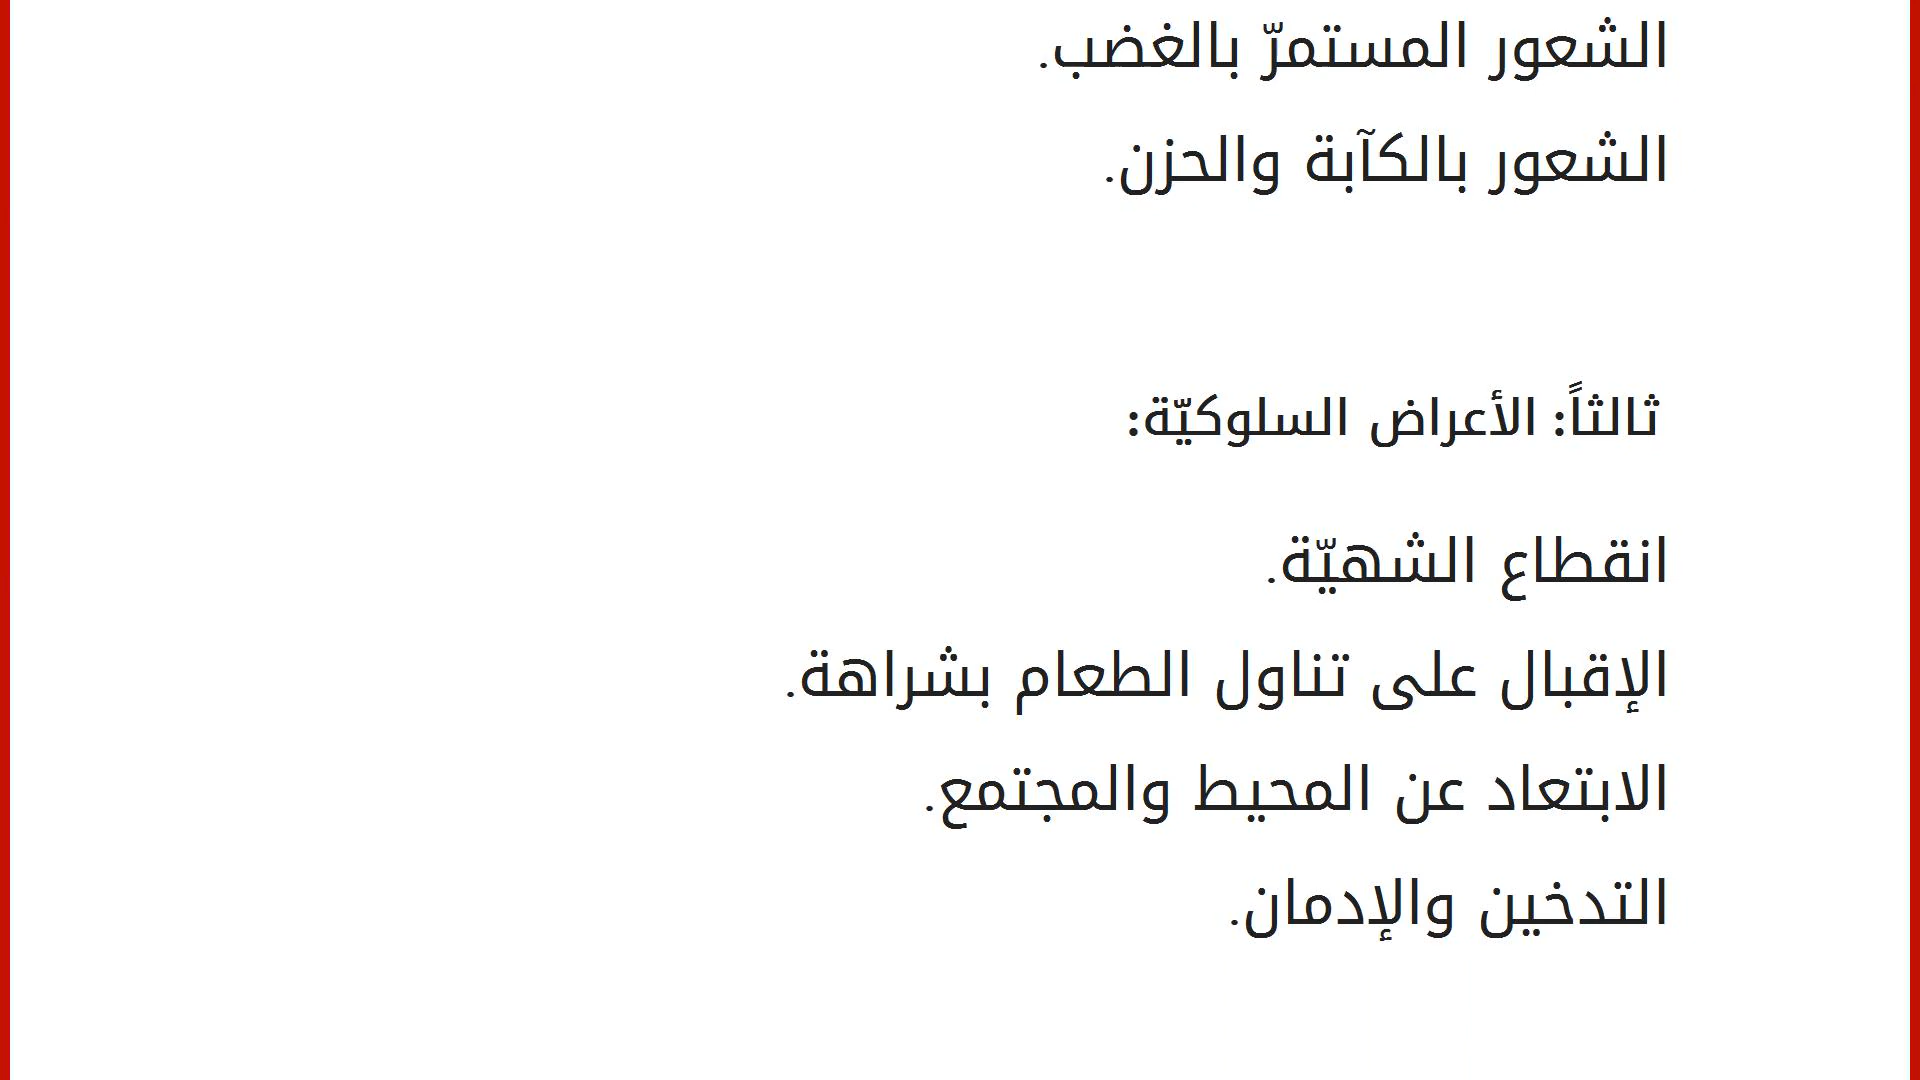 الشعور المستمرّ بالغضب.
الشعور بالكآبة والحزن.
ثالثاً: الأعراض السلوكيّة:
انقطاع الشهيّة.
الإقبال على تناول الطعام بشراهة.
الابتعاد عن المحيط والمجتمع.
التدخين والإدمان.